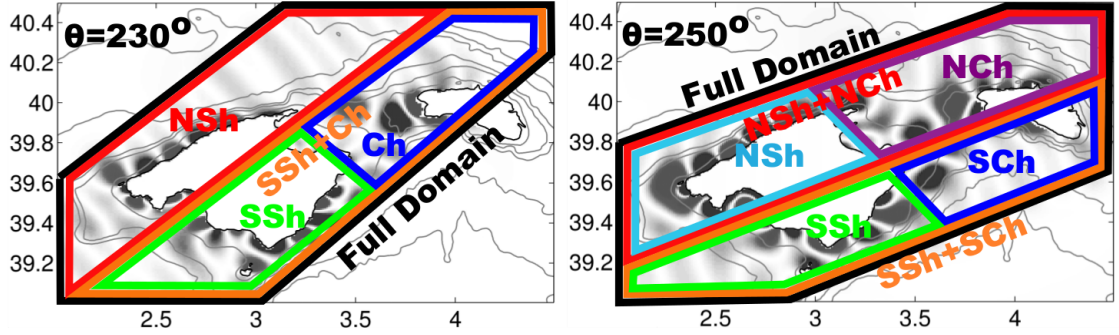 θ=230°
NSh
SSh+Ch
Ch
SSh
Full Domain
40.4
40.2
40
39.8
39.6
39.4
39.2
2.5
3
3.5
4
θ=250°
Full Domain
NCh
NSh+NCh
NSh
SCh
SSh
SSh+SCh
40.4
40.2
40
39.8
39.6
39.4
39.2
2.5
3
3.5
4